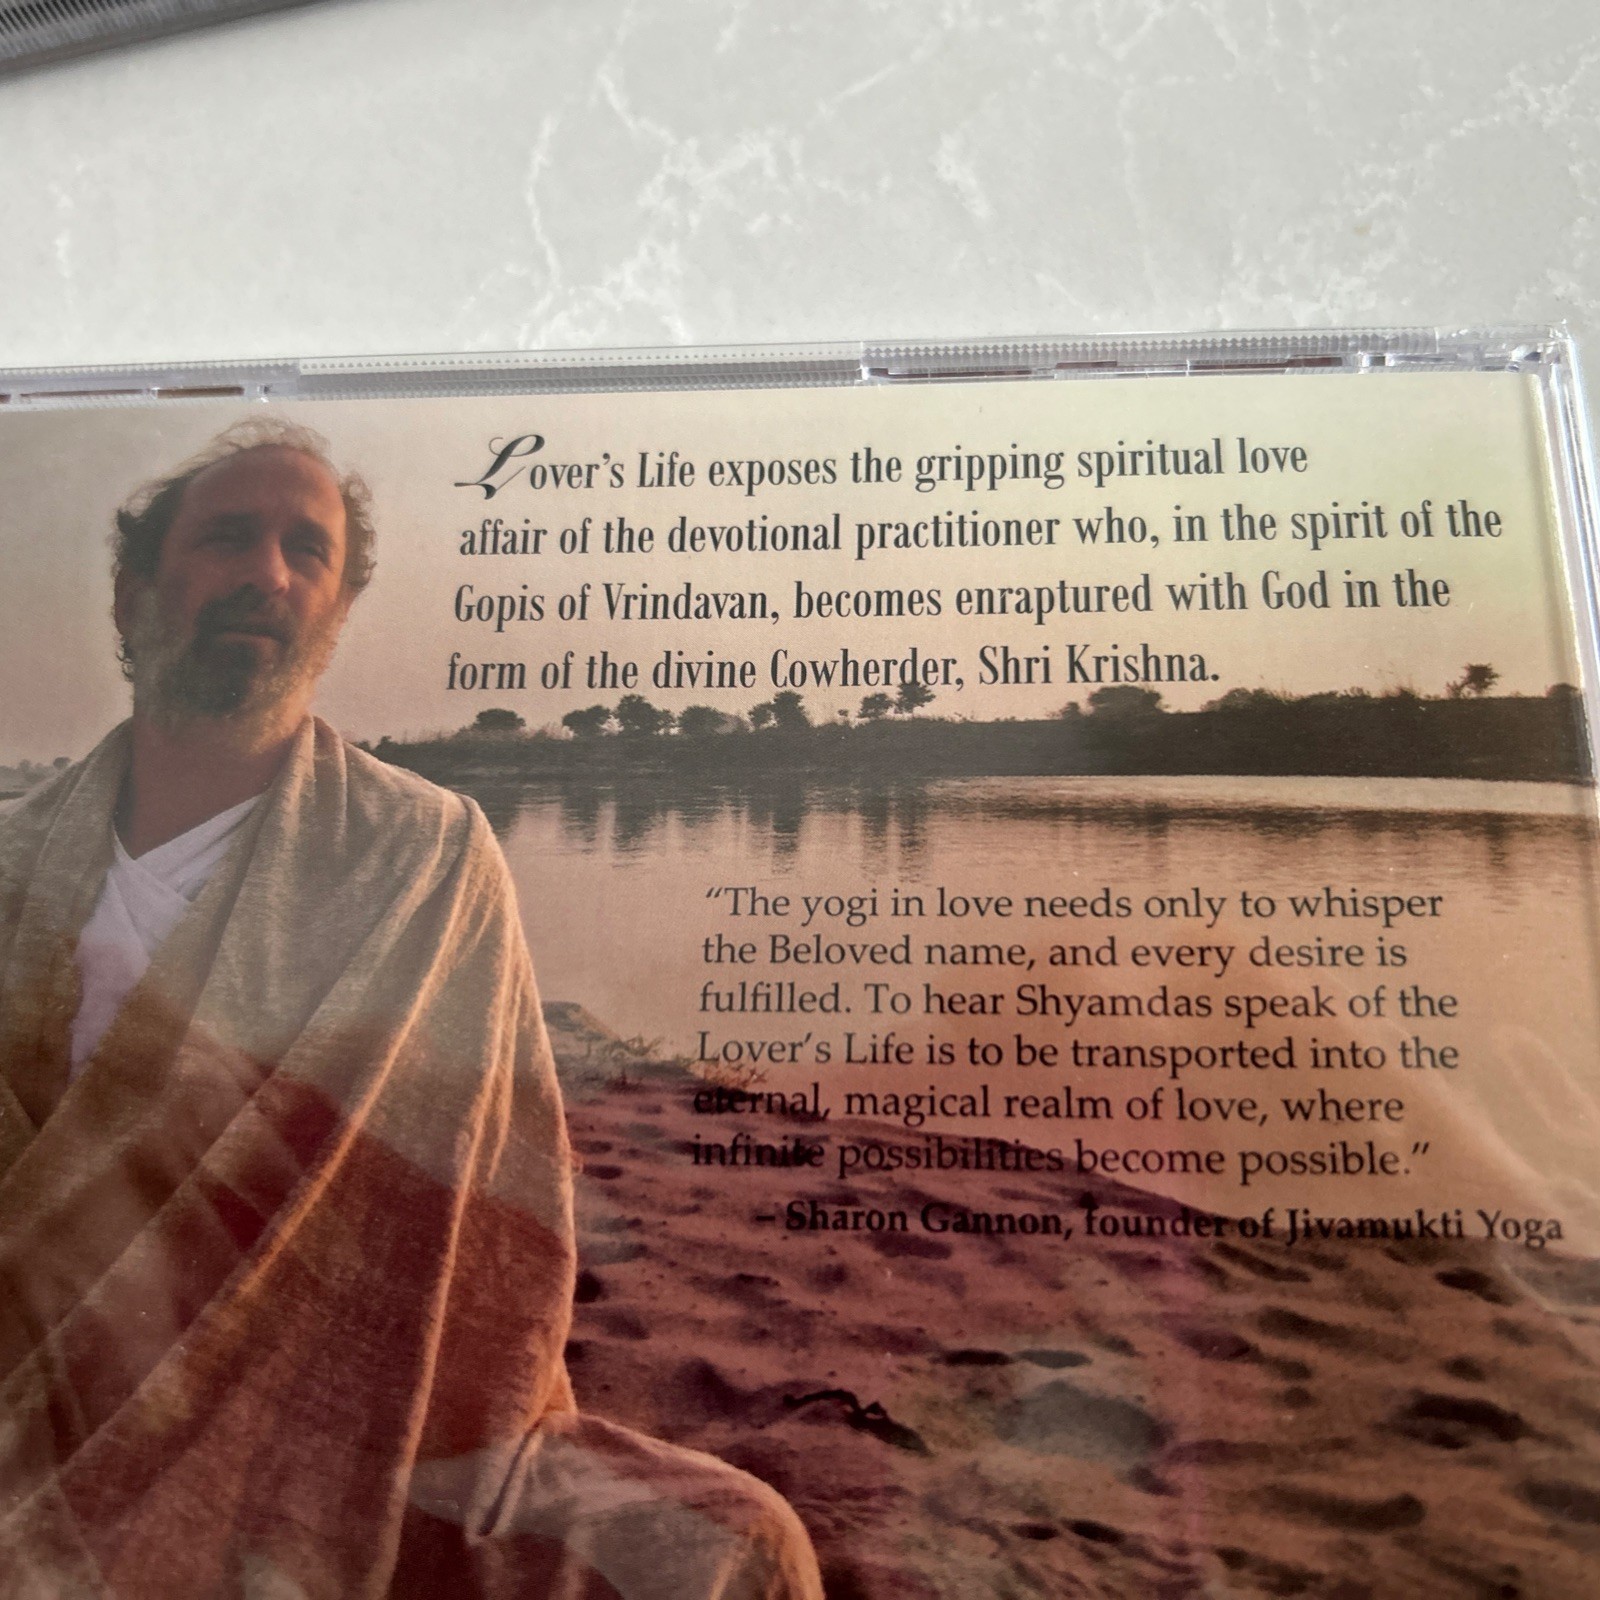 Lover's Life exposes the gripping spiritual love
affair of the devotional practitioner who, in the spirit of the
Gopis of Vrindavan, becomes enraptured with God in the
form of the divine Cowherder, Shri Krishna.
“The yogi in love needs only to whisper
the Beloved name, and every desire is
fulfilled. To hear Shyamdas speak of the
Lover's Life is to be transported into the
eternal, magical realm of love, where
infinite possibilities become possible.”
– Sharon Gannon, founder of Jivamukti Yoga